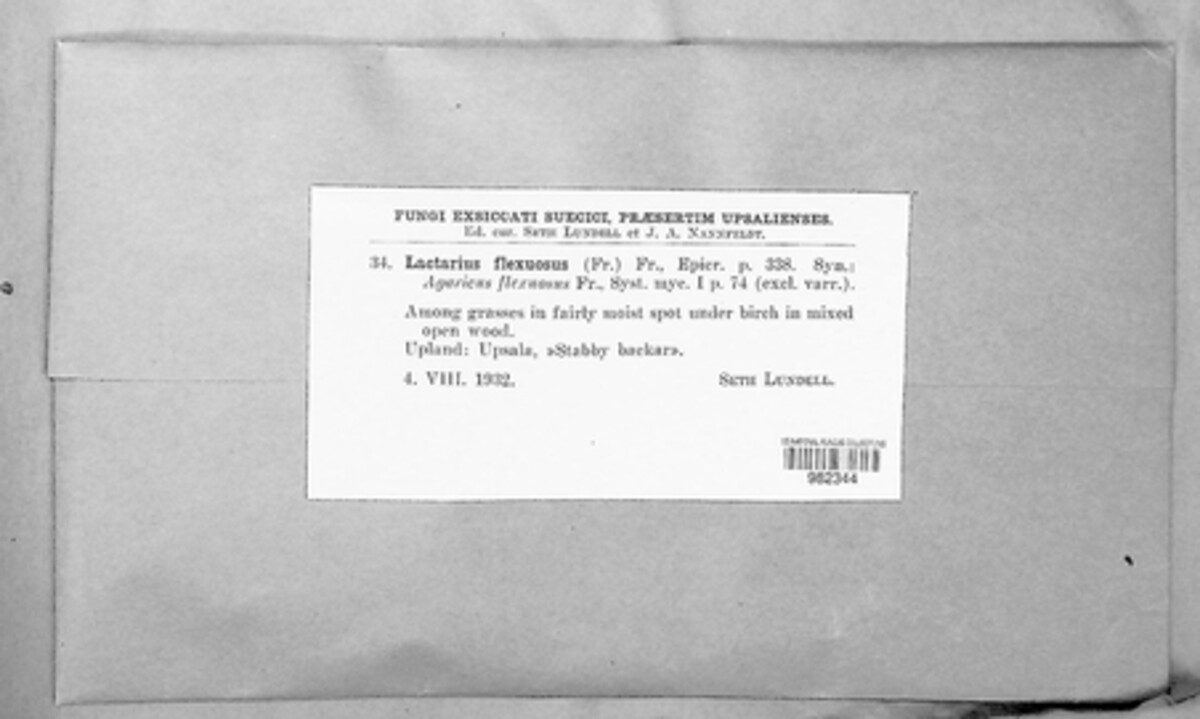 FUNGI EXSICCATI SUECICI, PRÆSERTIM UPSALIENSES.
Ed. cur. SETH LUNDELL et J. A. NANNFELDT.
34. Lactarius flexuosus (Fr.) Fr., Epicr. p. 338. Syn.:
Agaricus flexuosus Fr., Syst. myc. I p. 74 (excl. varr.).
Among grasses in fairly moist spot under birch in mixed
open wood.
Upland: Upsala, »Stabby backar».
4. VIII. 1932.
SETH LUNDELL.
982344